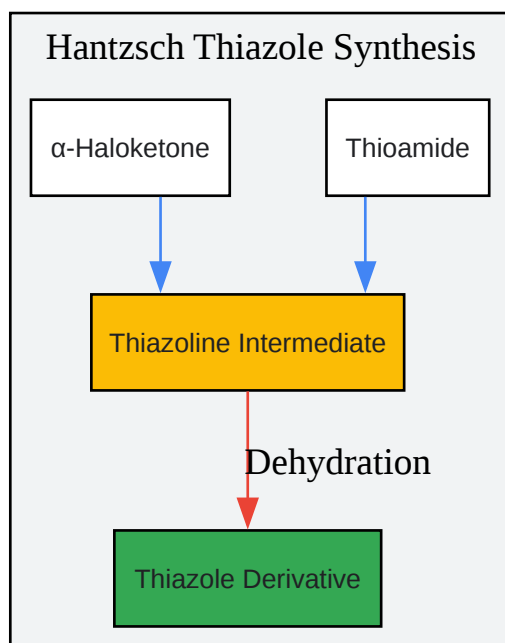 Hantzsch Thiazole Synthesis
α-Haloketone
Thioamide
Thiazoline Intermediate
Dehydration
Thiazole Derivative